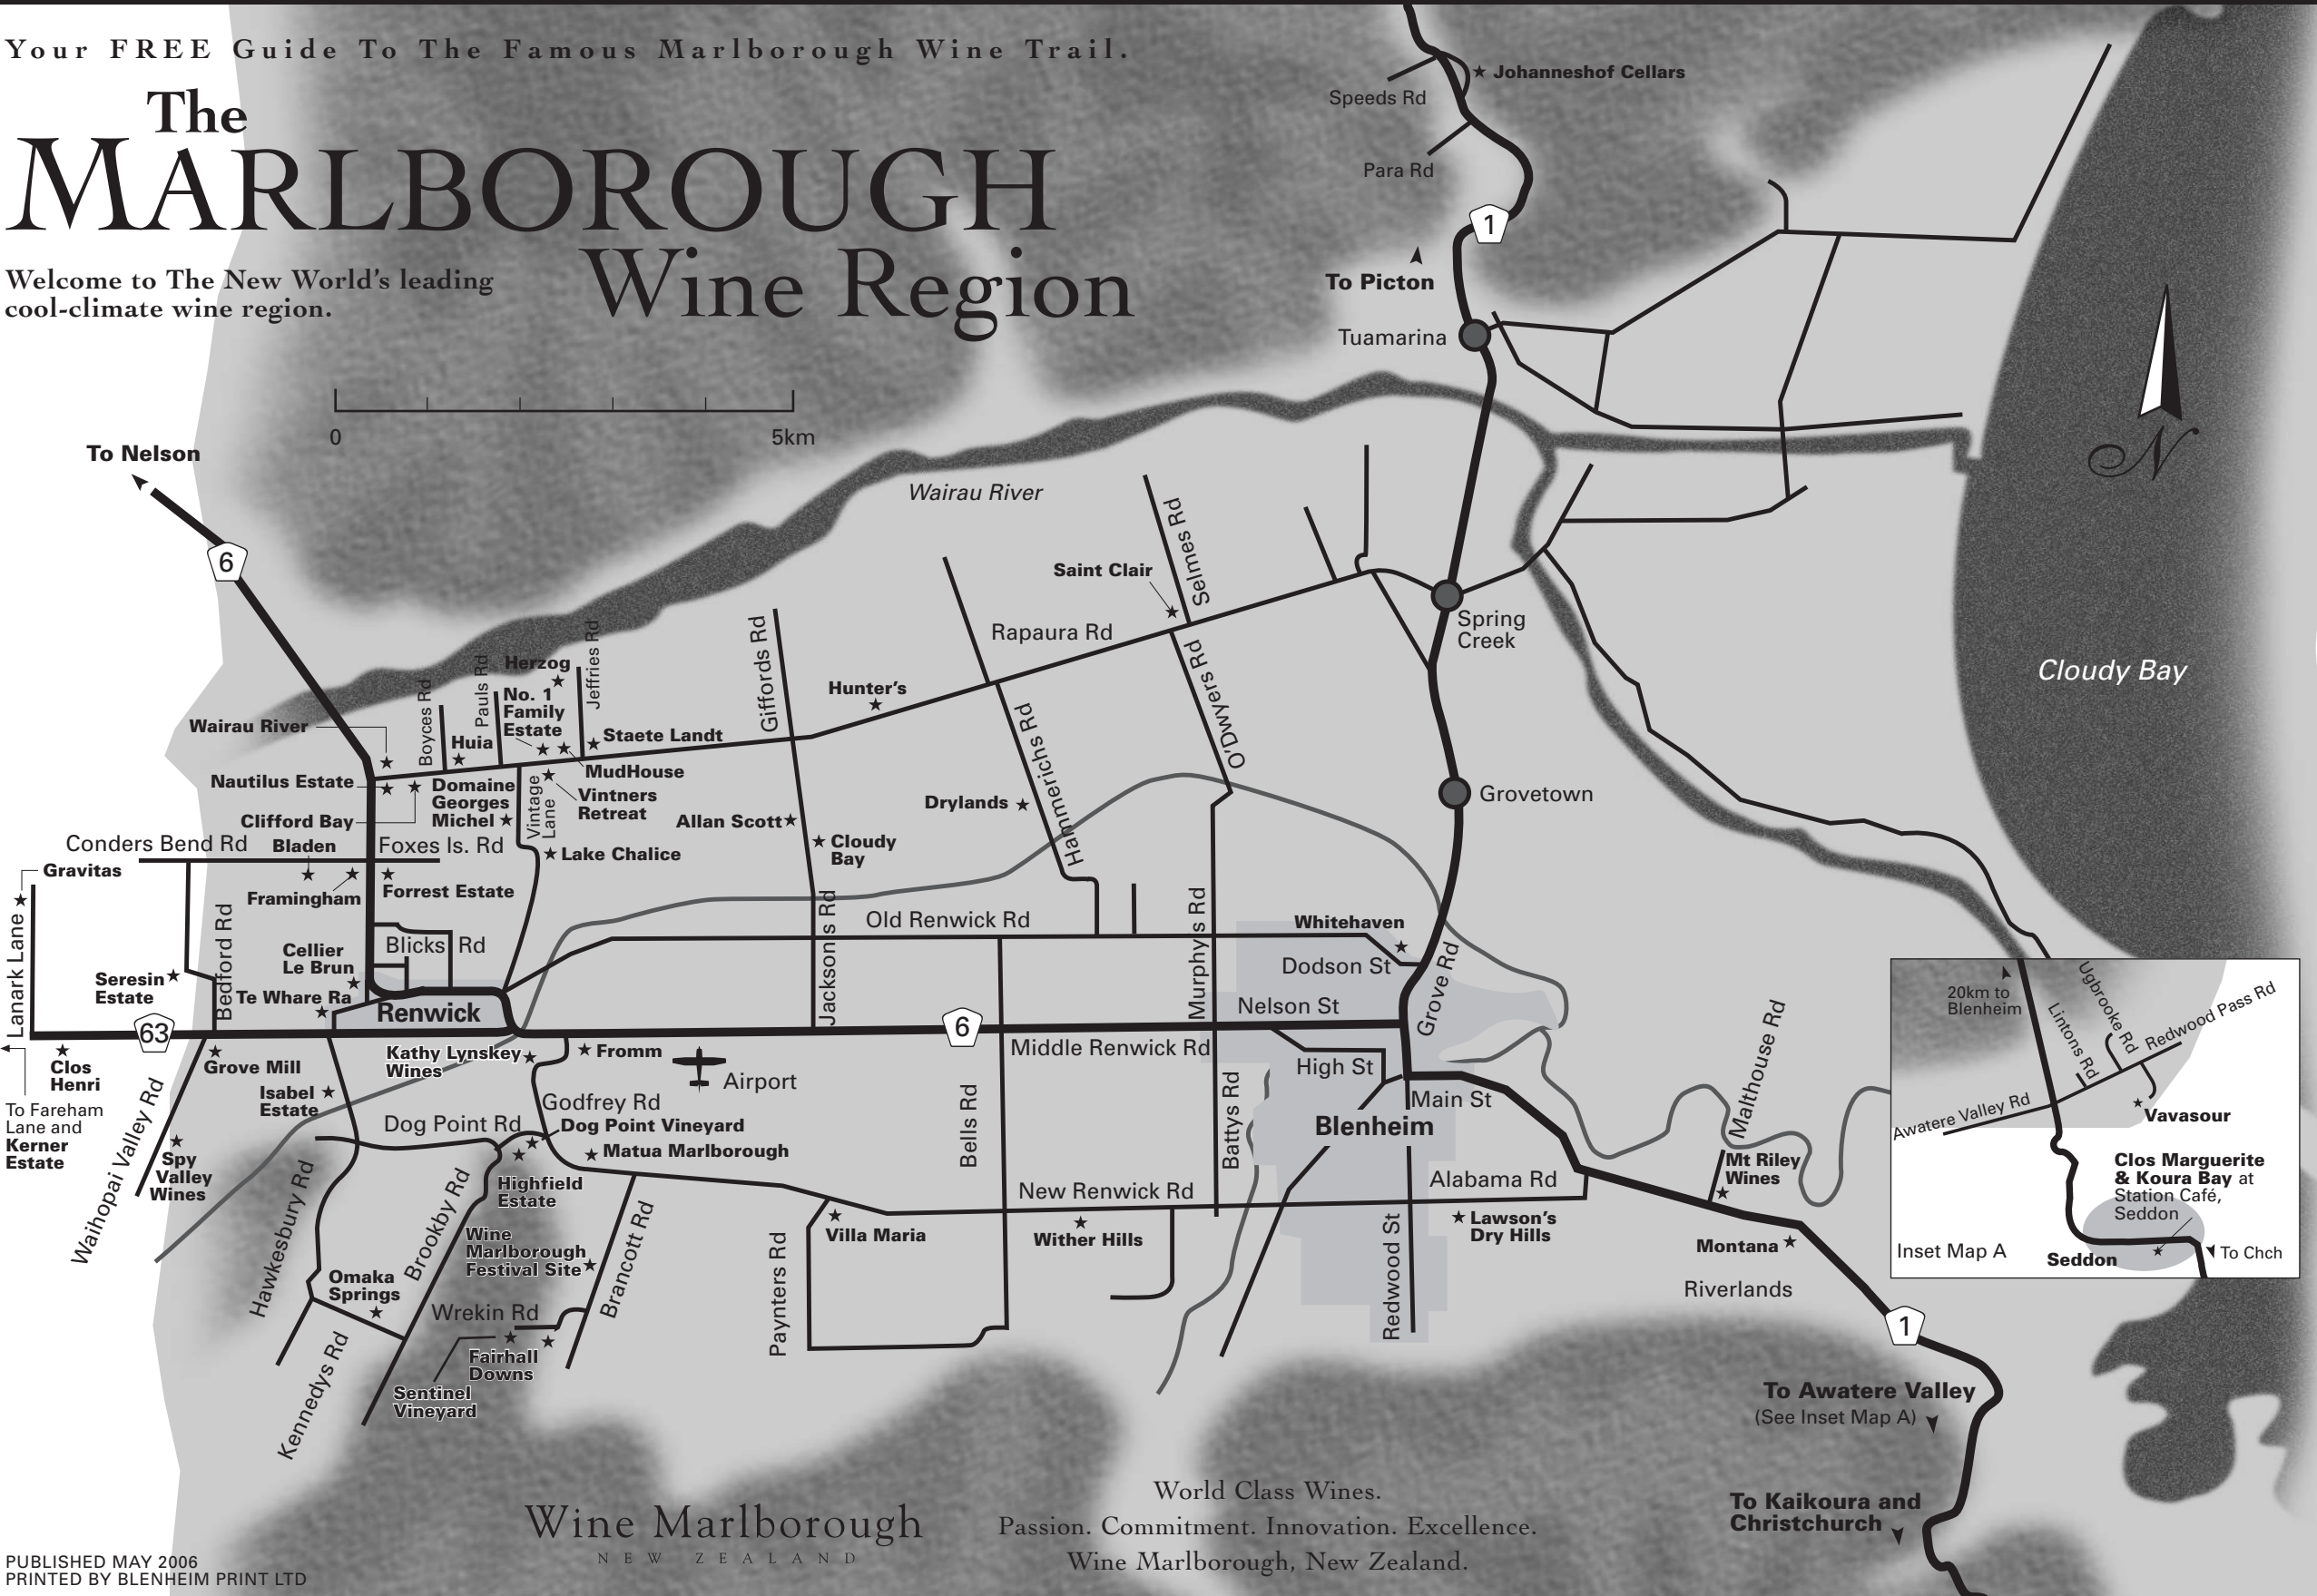 Your FREE Guide To The Famous Marlborough Wine Trail.
The
MARLBOROUGH
Wine Region
Welcome to The New World's leading
cool-climate wine region.
0
5km
Johanneshof Cellars
Speeds Rd
Para Rd
1
To Picton
Tuamarina
N
To Nelson
6
Wairau River
Selmes Rd
Saint Clair
Rapaura Rd
Spring
Creek
Cloudy Bay
Giffords Rd
Jeffries Rd
Herzog
Pauls Rd
Boyces Rd
No. 1
Family
Estate
Hunter's
Hammerichs Rd
O'Dwyers Rd
Wairau River
Huia
Staete Landt
MudHouse
Nautilus Estate
Domaine
Georges
Michel
Vintage
Lane
Vintners
Retreat
Clifford Bay
Allan Scott
Drylands
Grovetown
Conders Bend Rd
Bladen
Foxes Is. Rd
Lake Chalice
Cloudy
Bay
Gravitas
Framingham
Forrest Estate
Lanark Lane
Bedford Rd
Jackson s Rd
Old Renwick Rd
Murphy s Rd
Whitehaven
Cellier
Le Brun
Blicks Rd
Dodson St
Grove Rd
Seresin
Estate
Te Whare Ra
Renwick
Nelson St
63
6
Middle Renwick Rd
Clos
Henri
Grove Mill
Kathy Lynskey
Wines
Fromm
Airport
High St
Malthouse Rd
Isabel
Estate
Godfrey Rd
Bells Rd
Battys Rd
Main St
Blenheim
To Fareham
Lane and
Kerner
Estate
Waihopai Valley Rd
Spy
Valley
Wines
Dog Point Rd
Dog Point Vineyard
Matua Marlborough
Highfield
Estate
Hawkesbury Rd
Brookby Rd
New Renwick Rd
Alabama Rd
Mt Riley
Wines
Wine
Marlborough
Festival Site
Brancott Rd
Villa Maria
Wither Hills
Lawson's
Dry Hills
Montana
Paynters Rd
Redwood St
Riverlands
Omaka
Springs
Wrekin Rd
Fairhall
Downs
Kennedys Rd
Sentinel
Vineyard
1
20km to
Blenheim
Ugbrooke Rd
Lintons Rd
Redwood Pass Rd
Awatere Valley Rd
Vavasour
Clos Marguerite
& Koura Bay at
Station Café,
Seddon
Inset Map A
Seddon
To Chch
To Awatere Valley
(See Inset Map A)
To Kaikoura and
Christchurch
Wine Marlborough
NEW ZEALAND
World Class Wines.
Passion. Commitment. Innovation. Excellence.
Wine Marlborough, New Zealand.
PUBLISHED MAY 2006
PRINTED BY BLENHEIM PRINT LTD